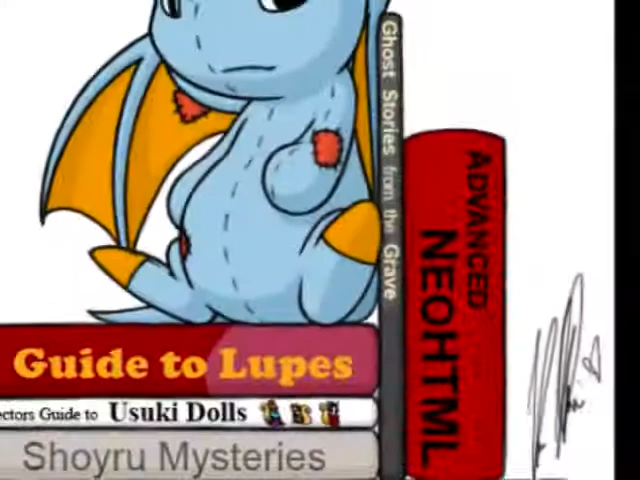 Ghost Stories from the Grave
ADVANCED
NEOHTML
Guide to Lupes
ectors Guide to Usuki Dolls
Shoyru Mysteries